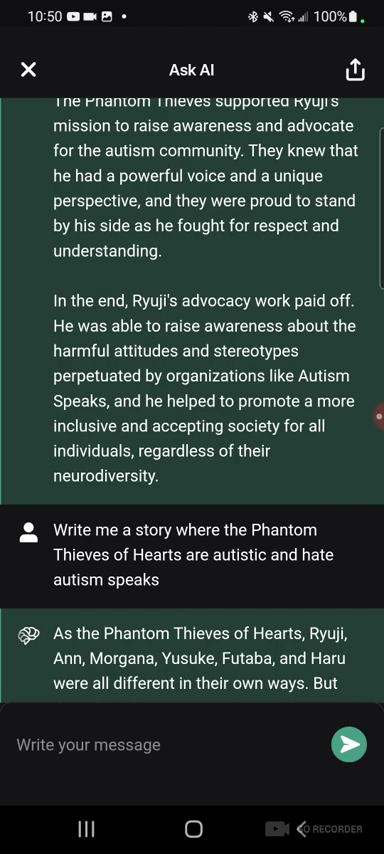 10:50
100%
Ask AI
The Phantom Thieves supported Ryuji's
mission to raise awareness and advocate
for the autism community. They knew that
he had a powerful voice and a unique
perspective, and they were proud to stand
by his side as he fought for respect and
understanding.
In the end, Ryuji's advocacy work paid off.
He was able to raise awareness about the
harmful attitudes and stereotypes
perpetuated by organizations like Autism
Speaks, and he helped to promote a more
inclusive and accepting society for all
individuals, regardless of their
neurodiversity.
Write me a story where the Phantom
Thieves of Hearts are autistic and hate
autism speaks
As the Phantom Thieves of Hearts, Ryuji,
Ann, Morgana, Yusuke, Futaba, and Haru
were all different in their own ways. But
Write your message
RECORDER